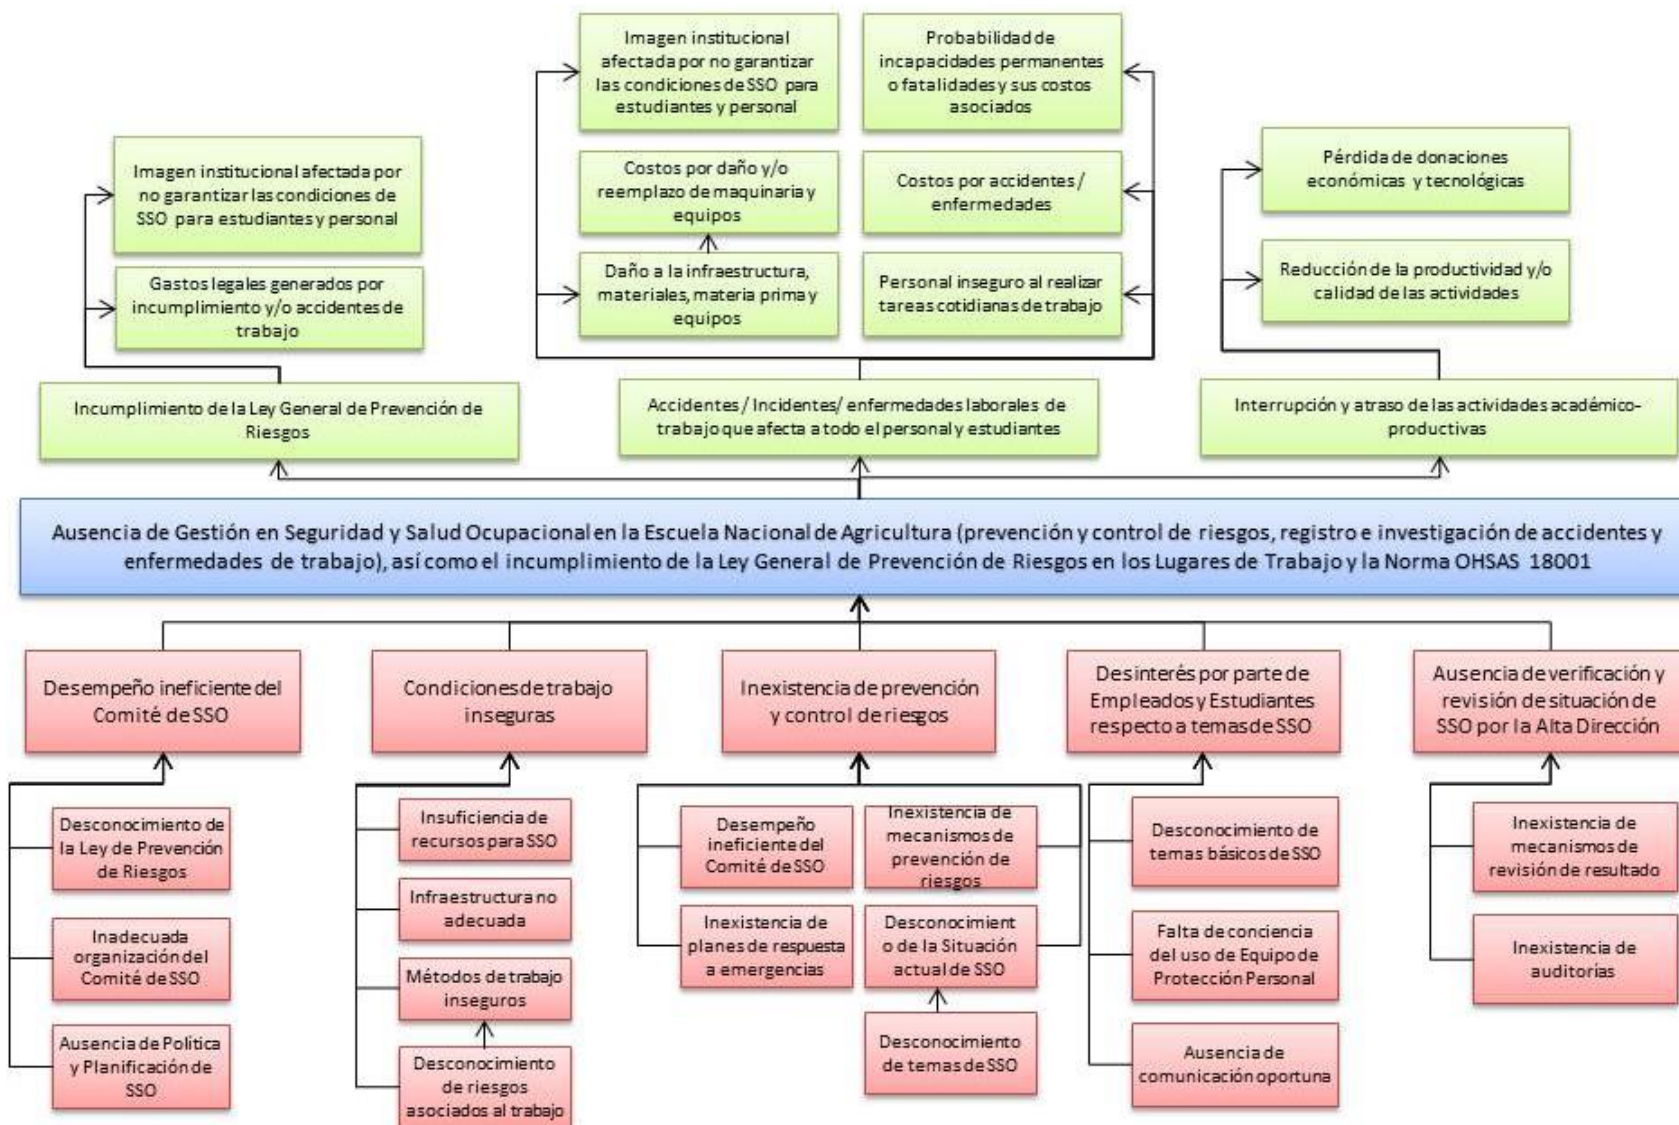 Imagen institucional
afectada por no garantizar
las condiciones de SSO para
estudiantes y personal
Probabilidad de
incapacidades permanentes
o fatalidades y sus costos
asociados
Imagen institucional afectada por
no garantizar las condiciones de
SSO para estudiantes y personal
Costos por daño y/o
reemplazo de maquinaria y
equipos
Costos por accidentes /
enfermedades
Pérdida de donaciones
económicas y tecnológicas
Gastos legales generados por
incumplimiento y/o accidentes de
trabajo
Daño a la infraestructura,
materiales, materia prima y
equipos
Personal inseguro al realizar
tareas cotidianas de trabajo
Reducción de la productividad y/o
calidad de las actividades
Incumplimiento de la Ley General de Prevención de
Riesgos
Accidentes / Incidentes/ enfermedades laborales de
trabajo que afecta a todo el personal y estudiantes
Interrupción y atraso de las actividades académico-
productivas
Ausencia de Gestión en Seguridad y Salud Ocupacional en la Escuela Nacional de Agricultura (prevención y control de riesgos, registro e investigación de accidentes y
enfermedades de trabajo), así como el incumplimiento de la Ley General de Prevención de Riesgos en los Lugares de Trabajo y la Norma OHSAS 18001
Desempeño ineficiente del
Comité de SSO
Condiciones de trabajo
inseguras
Inexistencia de prevención
y control de riesgos
Desinterés por parte de
Empleados y Estudiantes
respecto a temas de SSO
Ausencia de verificación y
revisión de situación de
SSO por la Alta Dirección
Desconocimiento de
la Ley de Prevención
de Riesgos
Inadecuada
organización del
Comité de SSO
Ausencia de Política
y Planificación de
SSO
Insuficiencia de
recursos para SSO
Infraestructura no
adecuada
Métodos de trabajo
inseguros
Desconocimiento
de riesgos
asociados al trabajo
Desempeño
ineficiente del
Comité de SSO
Inexistencia de
mecanismos de
prevención de
riesgos
Inexistencia de
planes de respuesta
a emergencias
Desconocimient
o de la Situación
actual de SSO
Desconocimiento
de temas de SSO
Desconocimiento de
temas básicos de SSO
Falta de conciencia
del uso de Equipo de
Protección Personal
Ausencia de
comunicación oportuna
Inexistencia de
mecanismos de
revisión de resultado
Inexistencia de
auditorías